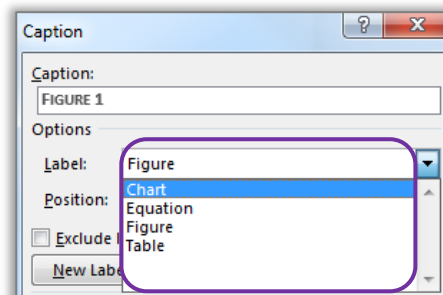 Caption
Caption:
FIGURE 1
Options
Label: Figure
Chart
Position:
Equation
Figure
Exclude
Table
New Labe